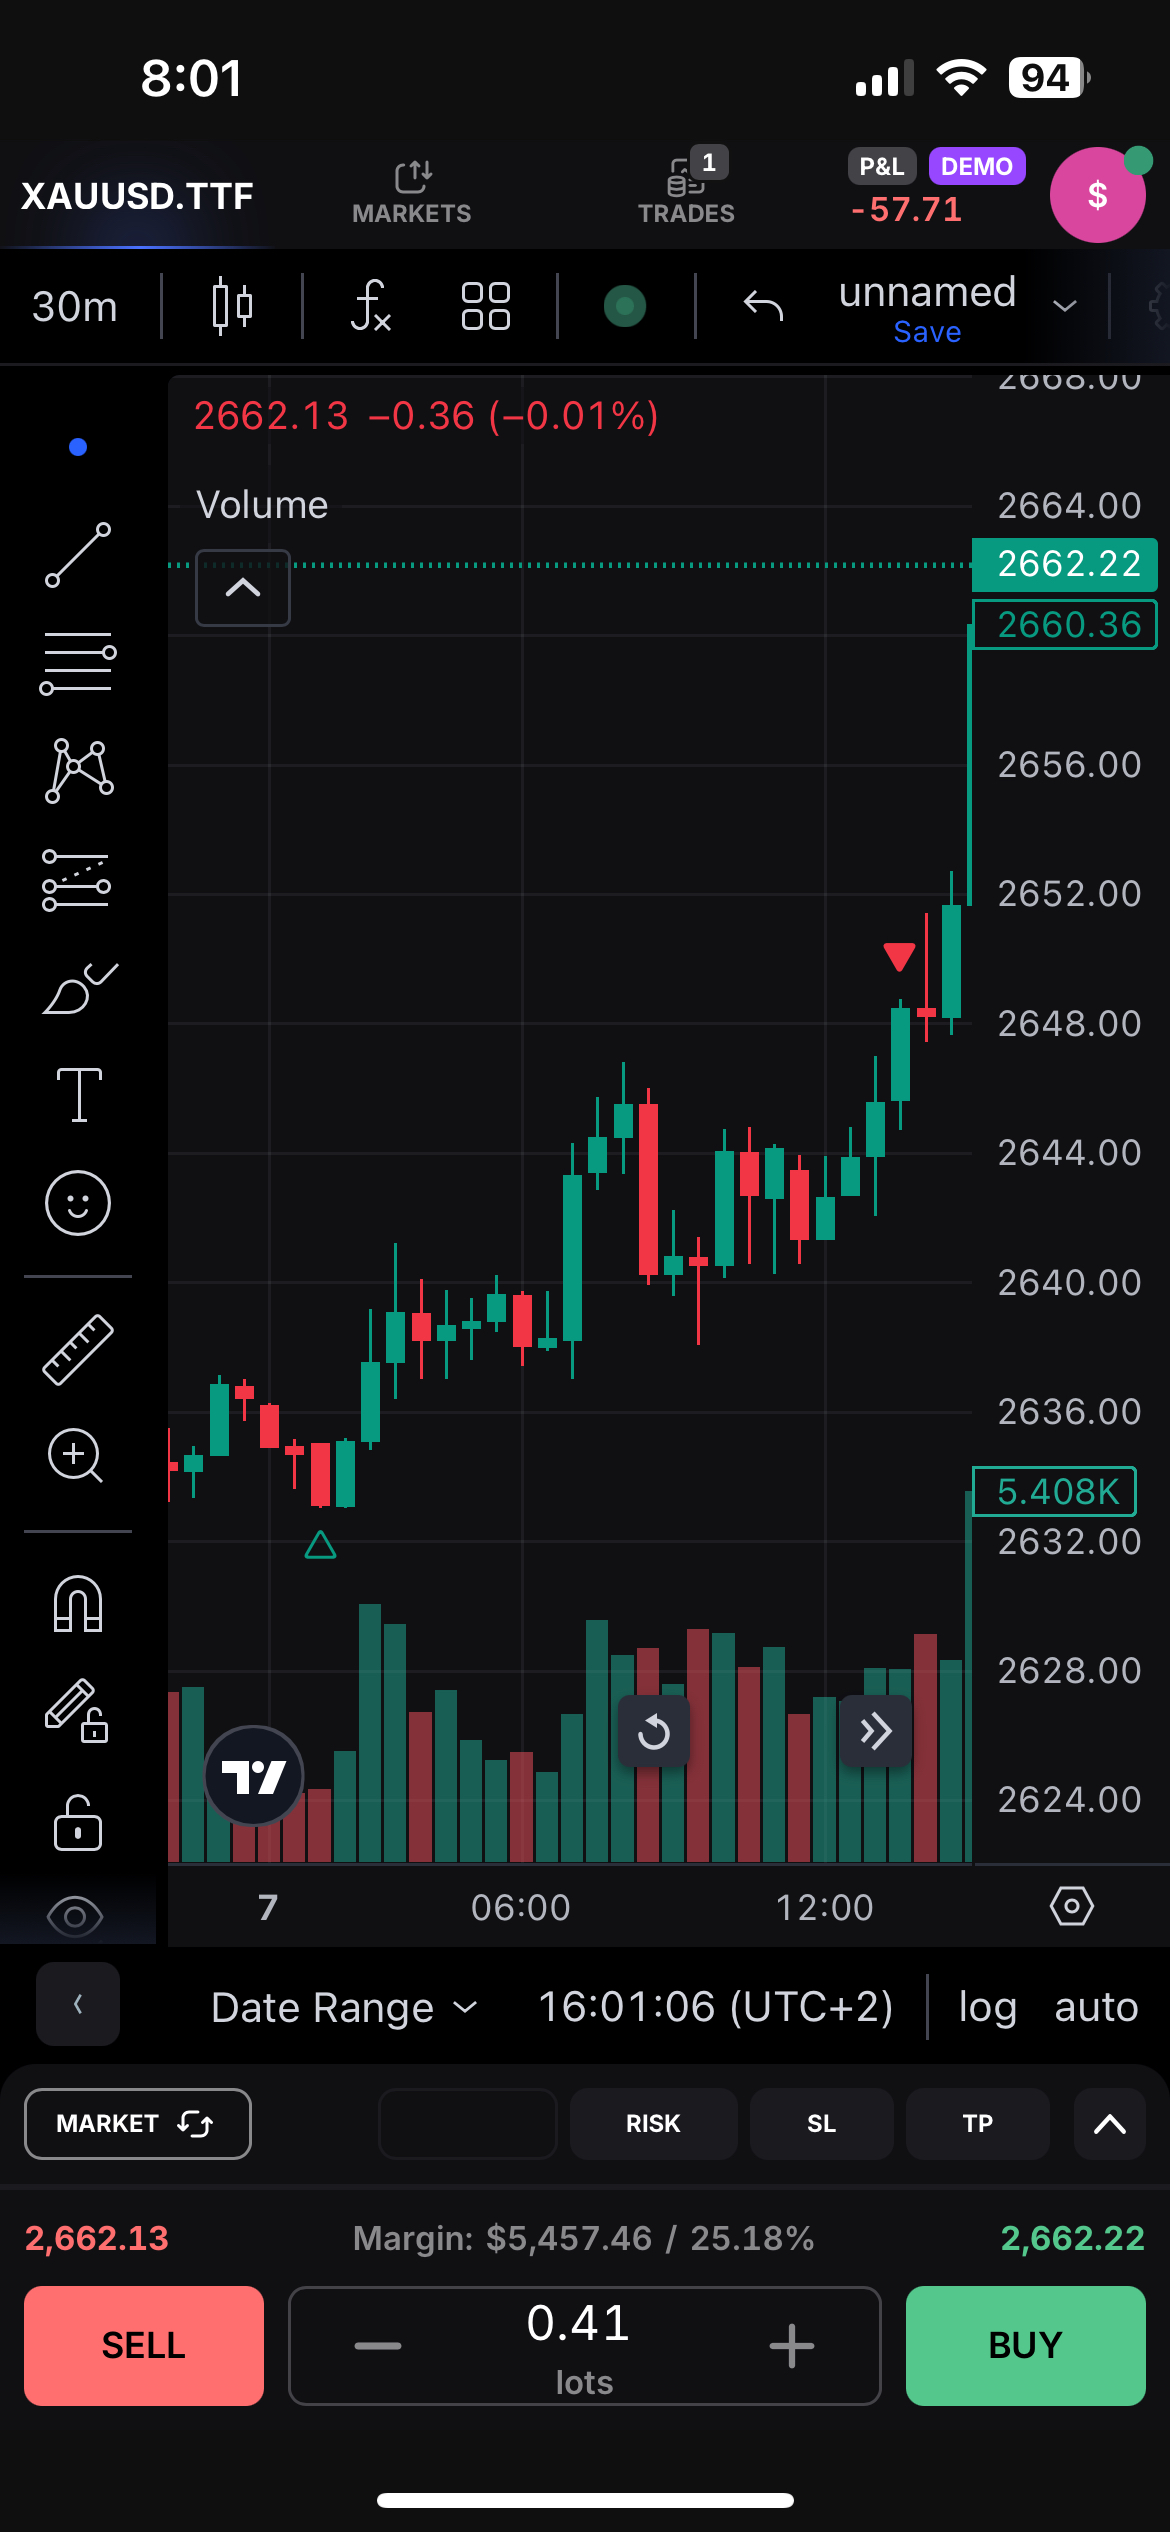 8:01
94
XAUUSD.TTF
MARKETS
1
TRADES
P&L
DEMO
-57.71
$
30m
unnamed
Save
2662.13 −0.36 (−0.01%)
Volume
2668.00
2664.00
2662.22
2660.36
2656.00
2652.00
2648.00
2644.00
2640.00
2636.00
5.408K
2632.00
2628.00
2624.00
7
06:00
12:00
Date Range
16:01:06 (UTC+2)
log
auto
MARKET
RISK
SL
TP
2,662.13
Margin: $5,457.46 / 25.18%
2,662.22
SELL
0.41
lots
BUY